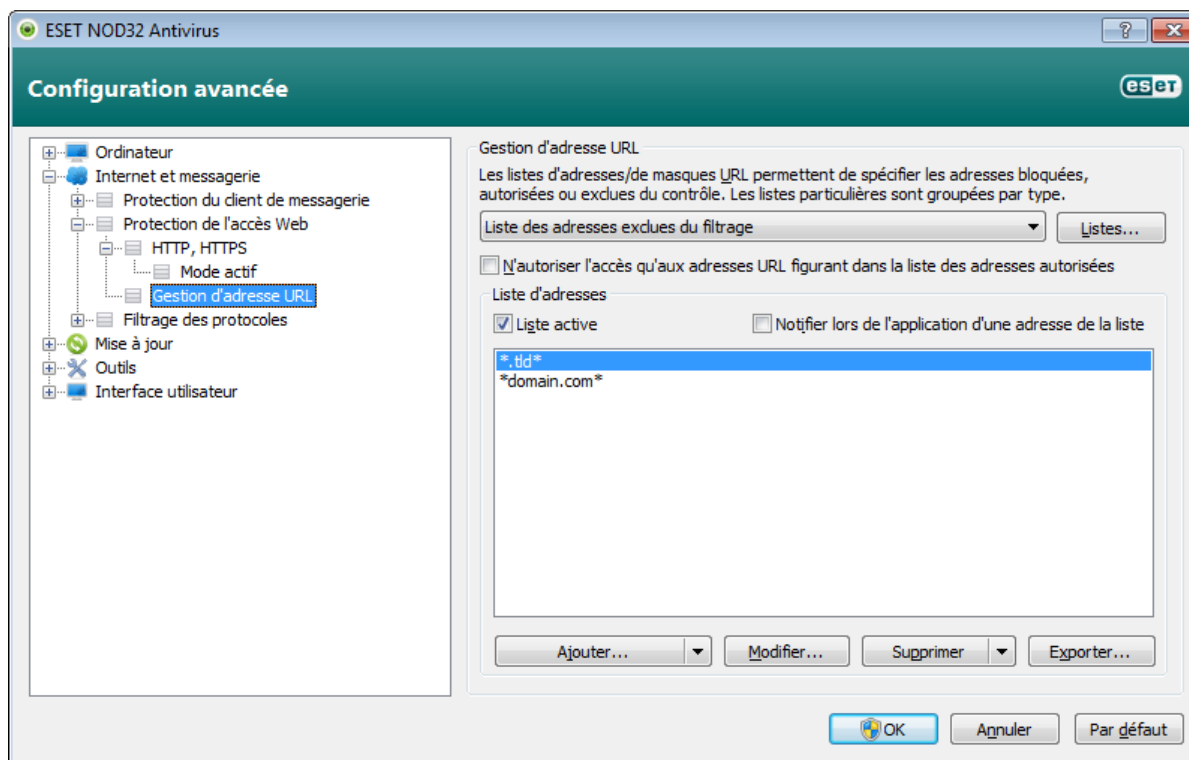 ESET NOD32 Antivirus
Configuration avancée
eset
Ordinateur
Internet et messagerie
Protection du client de messagerie
Protection de l'accès Web
HTTP, HTTPS
Mode actif
Gestion d'adresse URL
Filtrage des protocoles
Mise à jour
Outils
Interface utilisateur
Gestion d'adresse URL
Les listes d'adresses/de masques URL permettent de spécifier les adresses bloquées,
autorisées ou exclues du contrôle. Les listes particulières sont groupées par type.
Liste des adresses exclues du filtrage
Listes...
N'autoriser l'accès qu'aux adresses URL figurant dans la liste des adresses autorisées
Liste d'adresses
Liste active
Notifier lors de l'application d'une adresse de la liste
*.tld*
*domain.com*
Ajouter...
Modifier...
Supprimer
Exporter...
OK
Annuler
Par défaut